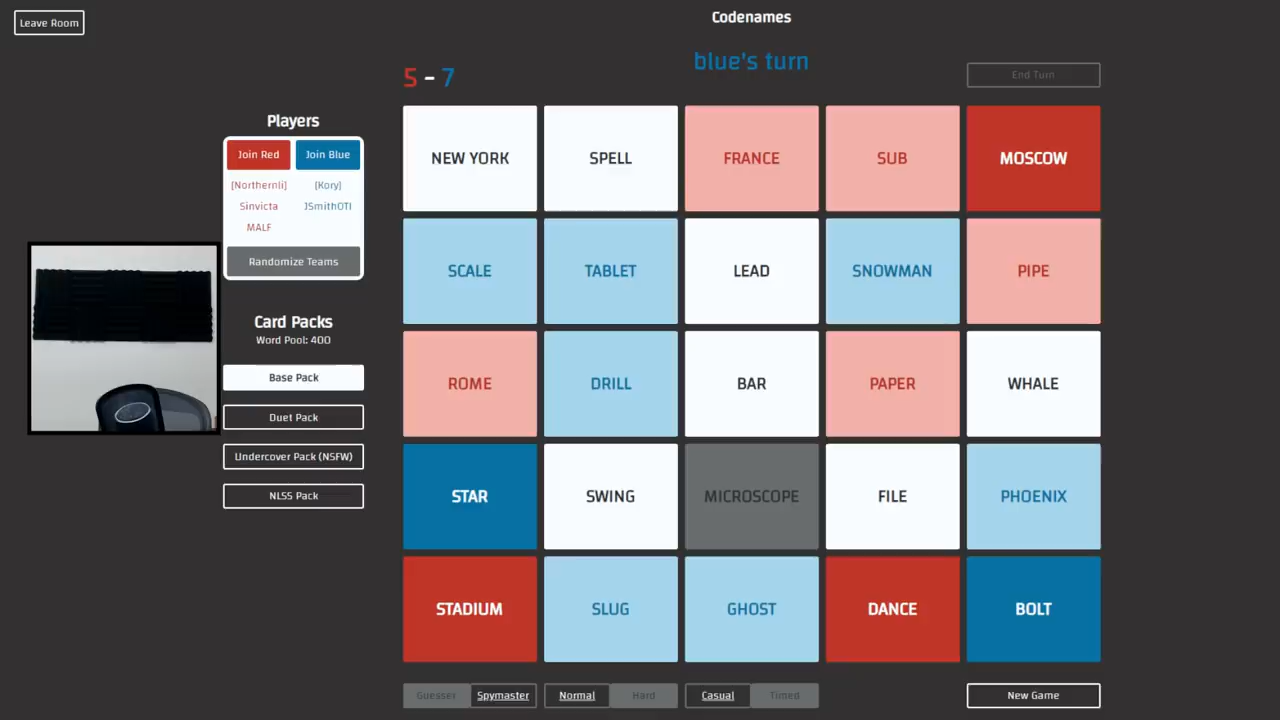 Leave Room
Codenames
5 - 7
blue's turn
End Turn
Players
Join Red
Join Blue
[Northernli]
[Kory]
Sinvicta
JSmithOTI
MALF
Randomize Teams
Card Packs
Word Pool: 400
Base Pack
Duet Pack
Undercover Pack (NSFW)
NLSS Pack
NEW YORK
SPELL
FRANCE
SUB
MOSCOW
SCALE
TABLET
LEAD
SNOWMAN
PIPE
ROME
DRILL
BAR
PAPER
WHALE
STAR
SWING
MICROSCOPE
FILE
PHOENIX
STADIUM
SLUG
GHOST
DANCE
BOLT
Guesser
Spymaster
Normal
Hard
Casual
Timed
New Game